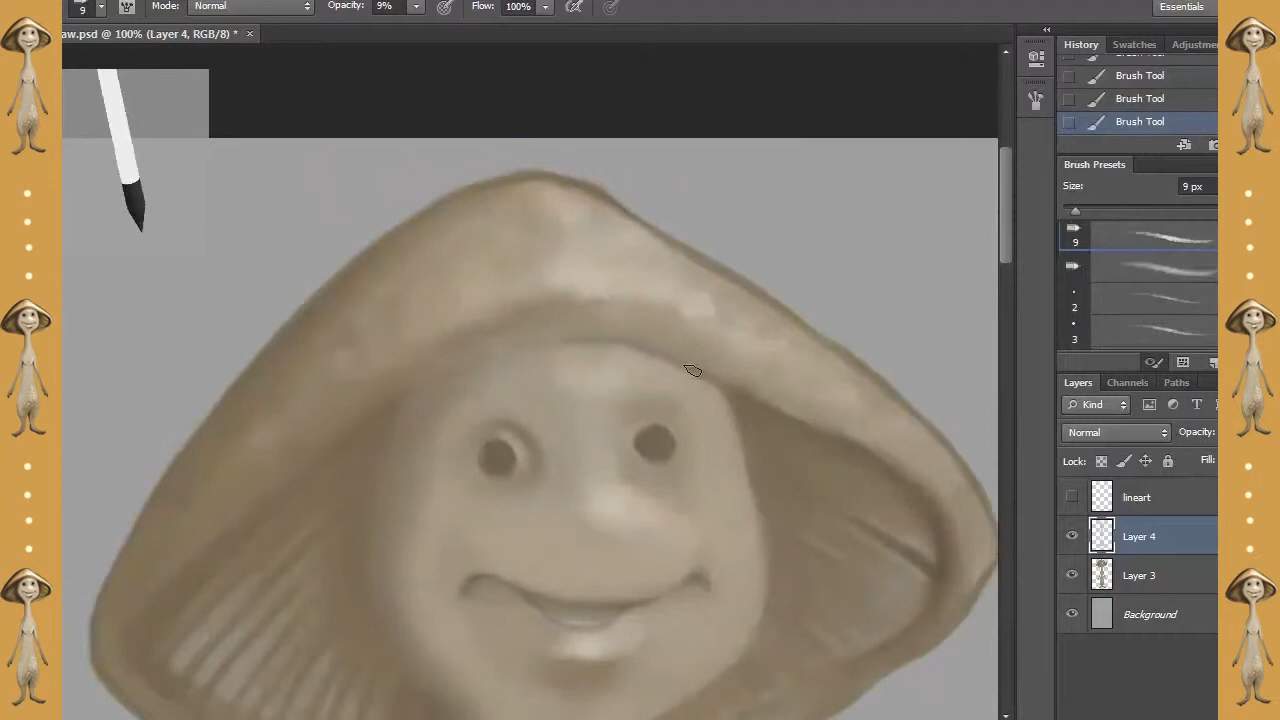 9 Mode: Normal Opacity: 9% Flow: 100% Essentials
aw.psd @ 100% (Layer 4, RGB/8) * ×
History Swatches Adjustmen
Brush Tool
Brush Tool
Brush Tool
Brush Presets
Size: 9 px
9
2
3
Layers Channels Paths
Kind T
Normal Opacity:
Lock: Fill:
lineart
Layer 4
Layer 3
Background